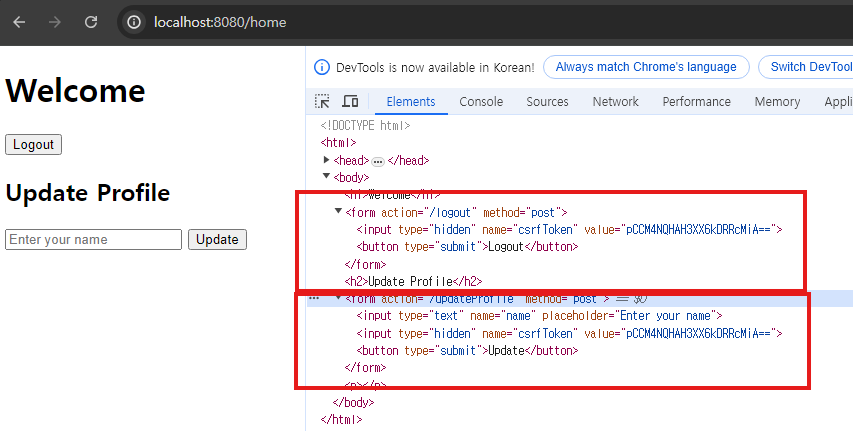 localhost:8080/home
Welcome
Logout
Update Profile
Enter your name Update
DevTools is now available in Korean! Always match Chrome's language Switch DevTool
Elements Console Sources Network Performance Memory Appli
<!DOCTYPE html>
<html>
<head> ... </head>
<body>
<h1>Welcome</h1>
<form action="/logout" method="post">
<input type="hidden" name="csrfToken" value="pCCM4NQHAH3XX6kDRRcMiA==">
<button type="submit">Logout</button>
</form>
<h2>Update Profile</h2>
... <form action="/updateProfile" method="post"> == $0
<input type="text" name="name" placeholder="Enter your name">
<input type="hidden" name="csrfToken" value="pCCM4NQHAH3XX6kDRRcMiA==">
<button type="submit">Update</button>
</form>
<p></p>
</body>
</html>